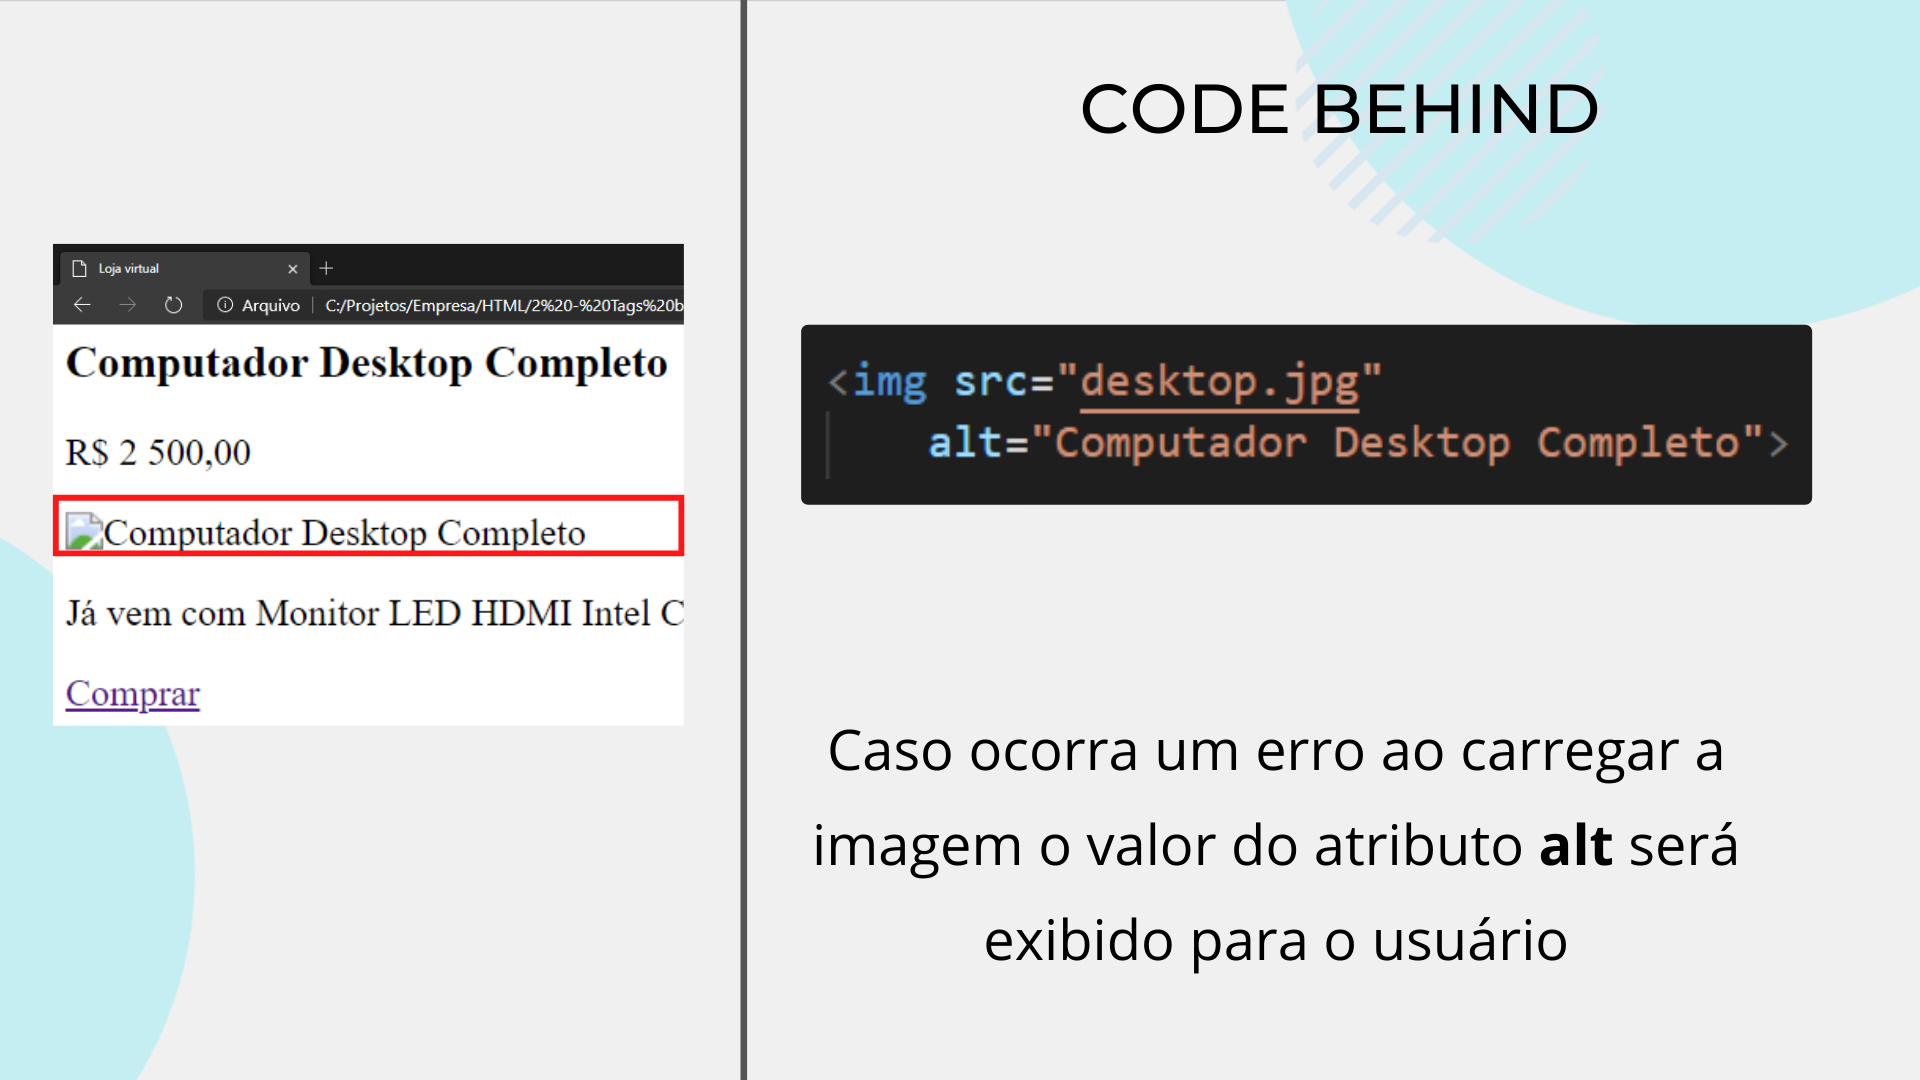 Loja virtual
Arquivo C:/Projetos/Empresa/HTML/2%20-%20Tags%20b
Computador Desktop Completo
R$ 2 500,00
Computador Desktop Completo
Já vem com Monitor LED HDMI Intel C
Comprar
CODE BEHIND
<img src="desktop.jpg"
alt="Computador Desktop Completo">
Caso ocorra um erro ao carregar a
imagem o valor do atributo alt será
exibido para o usuário